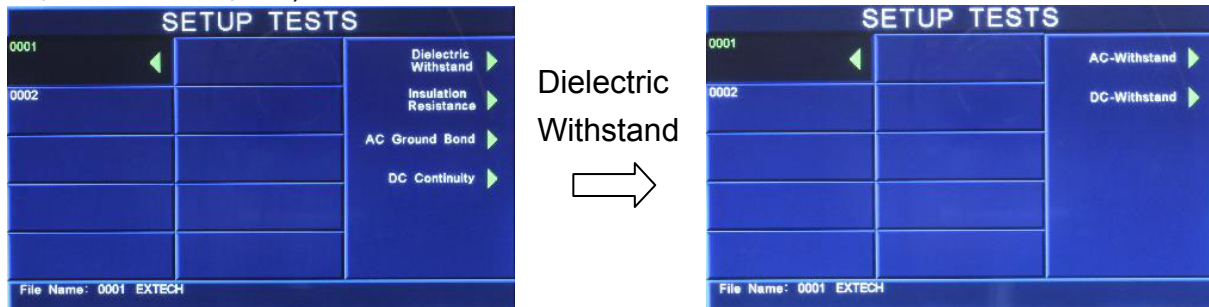 SETUP TESTS
0001
0002
Dielectric
Withstand
Insulation
Resistance
AC Ground Bond
DC Continuity
File Name: 0001 EXTECH
Dielectric
Withstand
SETUP TESTS
0001
0002
AC-Withstand
DC-Withstand
File Name: 0001 EXTECH